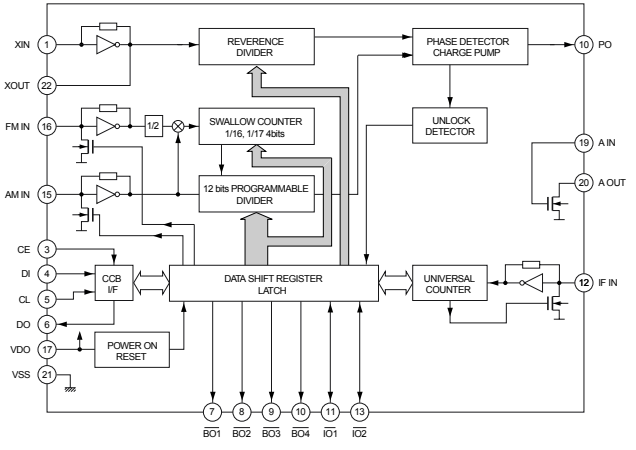 XIN 1
REVERENCE
DIVIDER
PHASE DETECTOR
CHARGE PUMP
10 PO
XOUT 22
FM IN 16
1/2
SWALLOW COUNTER
1/16, 1/17 4bits
UNLOCK
DETECTOR
19 A IN
20 A OUT
AM IN 15
12 bits PROGRAMMABLE
DIVIDER
CE 3
DI 4
CL 5
DO 6
CCB
I/F
DATA SHIFT REGISTER
LATCH
UNIVERSAL
COUNTER
12 IF IN
VDO 17
POWER ON
RESET
VSS 21
7 8 9 10 11 13
BO1 BO2 BO3 BO4 IO1 IO2